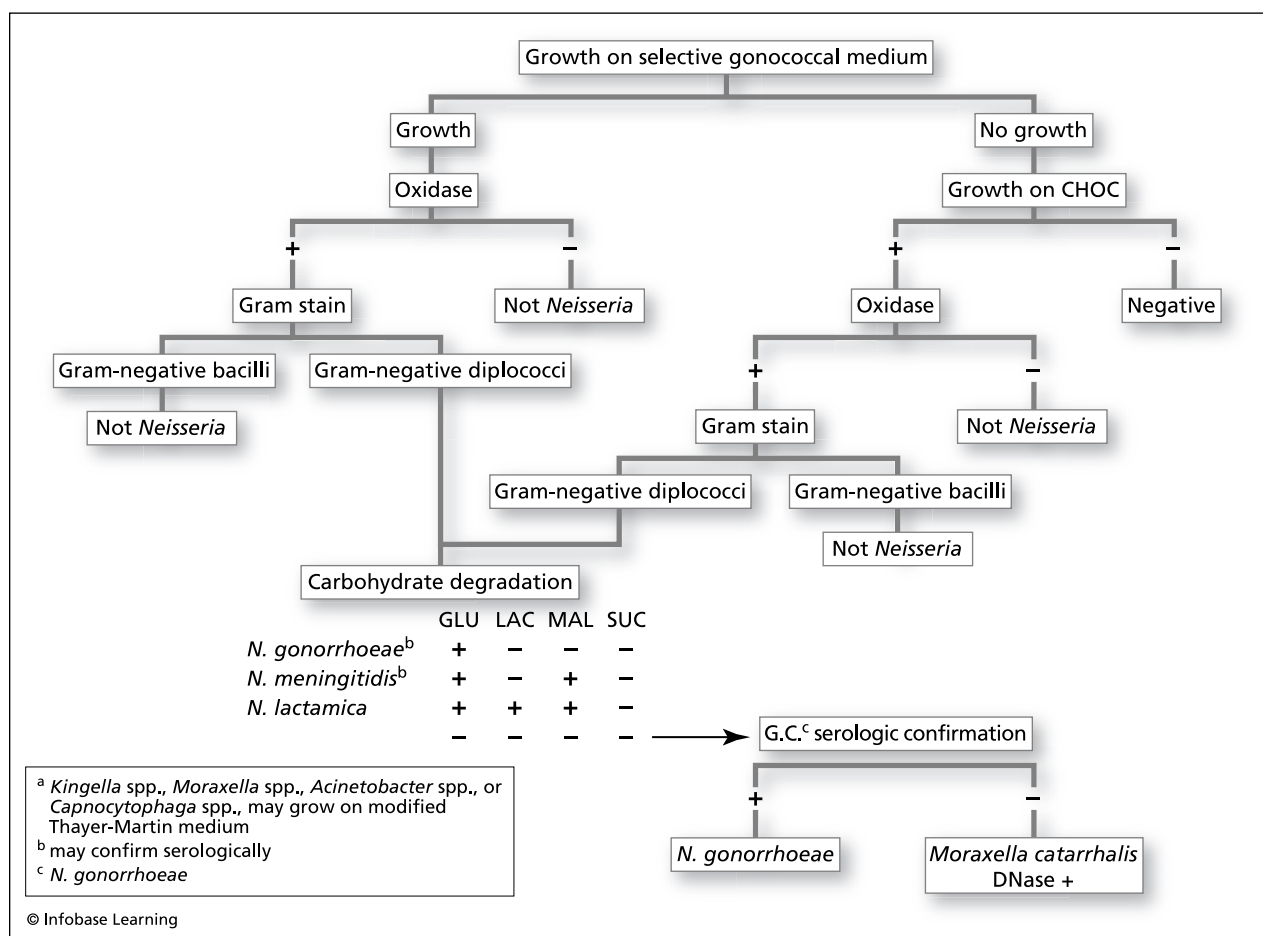 Growth on selective gonococcal medium
Growth
No growth
Oxidase
Growth on CHOC
+
−
+
−
Gram stain
Not Neisseria
Oxidase
Negative
Gram-negative bacilli
Gram-negative diplococci
+
−
Not Neisseria
Gram stain
Not Neisseria
Gram-negative diplococci
Gram-negative bacilli
Not Neisseria
Carbohydrate degradation
GLU LAC MAL SUC
N. gonorrhoeaeᵇ + − − −
N. meningitidisᵇ + − + −
N. lactamica + + + −
− − − −
G.C.ᶜ serologic confirmation
+
−
N. gonorrhoeae
Moraxella catarrhalis
DNase +
ᵃ Kingella spp., Moraxella spp., Acinetobacter spp., or
Capnocytophaga spp., may grow on modified
Thayer-Martin medium
ᵇ may confirm serologically
ᶜ N. gonorrhoeae
© Infobase Learning